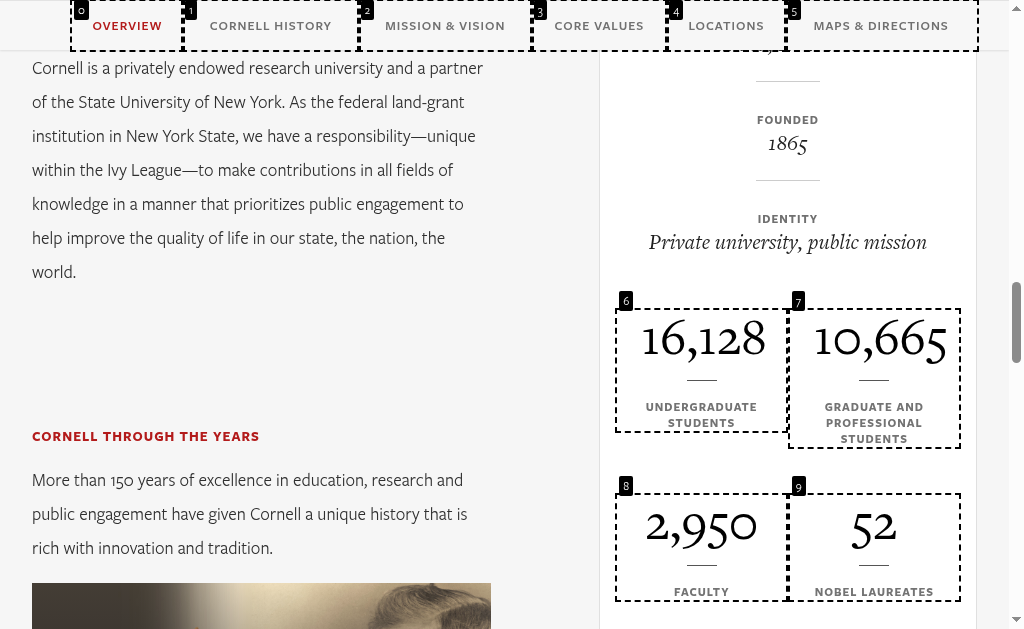 0 1 2 3 4 5
OVERVIEW CORNELL HISTORY MISSION & VISION CORE VALUES LOCATIONS MAPS & DIRECTIONS
Cornell is a privately endowed research university and a partner
of the State University of New York. As the federal land-grant
institution in New York State, we have a responsibility—unique
within the Ivy League—to make contributions in all fields of
knowledge in a manner that prioritizes public engagement to
help improve the quality of life in our state, the nation, the
world.
CORNELL THROUGH THE YEARS
More than 150 years of excellence in education, research and
public engagement have given Cornell a unique history that is
rich with innovation and tradition.
FOUNDED
1865
IDENTITY
Private university, public mission
6
16,128
UNDERGRADUATE
STUDENTS
7
10,665
GRADUATE AND
PROFESSIONAL
STUDENTS
8
2,950
FACULTY
9
52
NOBEL LAUREATES